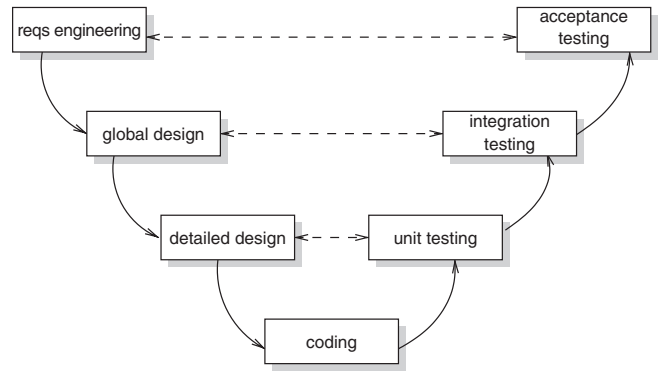 reqs engineering
acceptance
testing
global design
integration
testing
detailed design
unit testing
coding